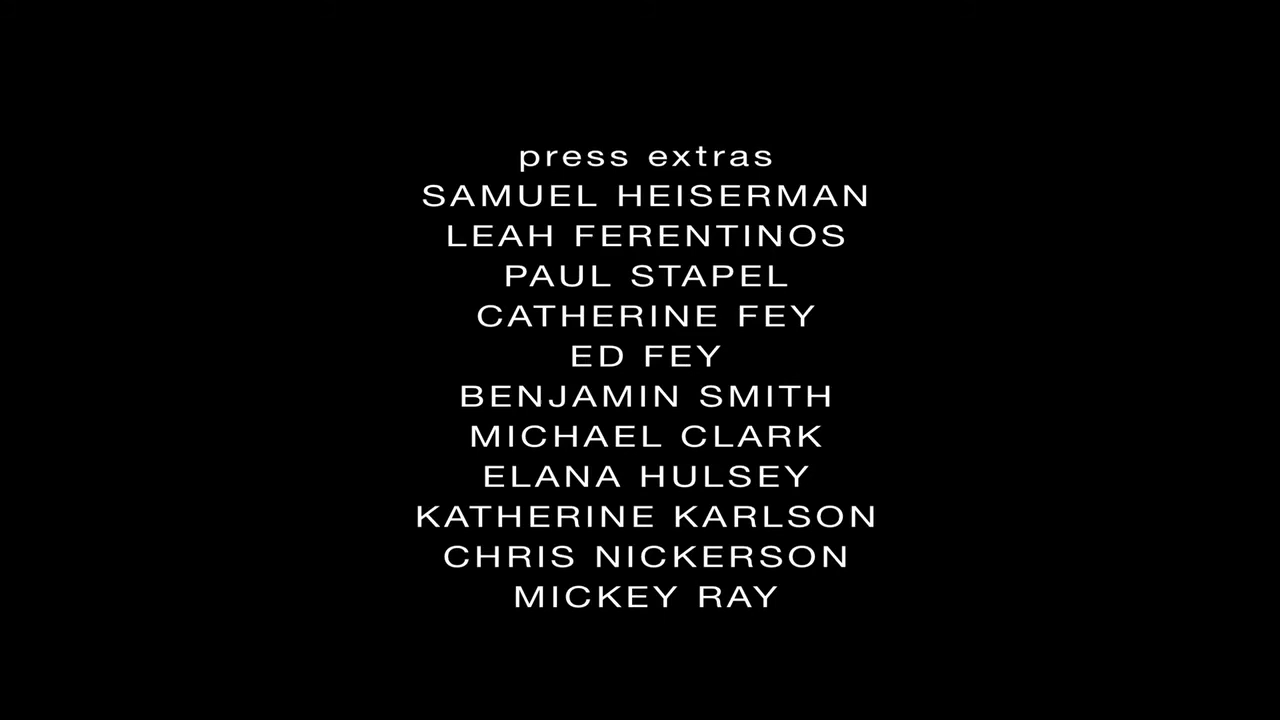 press extras
SAMUEL HEISERMAN
LEAH FERENTINOS
PAUL STAPEL
CATHERINE FEY
ED FEY
BENJAMIN SMITH
MICHAEL CLARK
ELANA HULSEY
KATHERINE KARLSON
CHRIS NICKERSON
MICKEY RAY